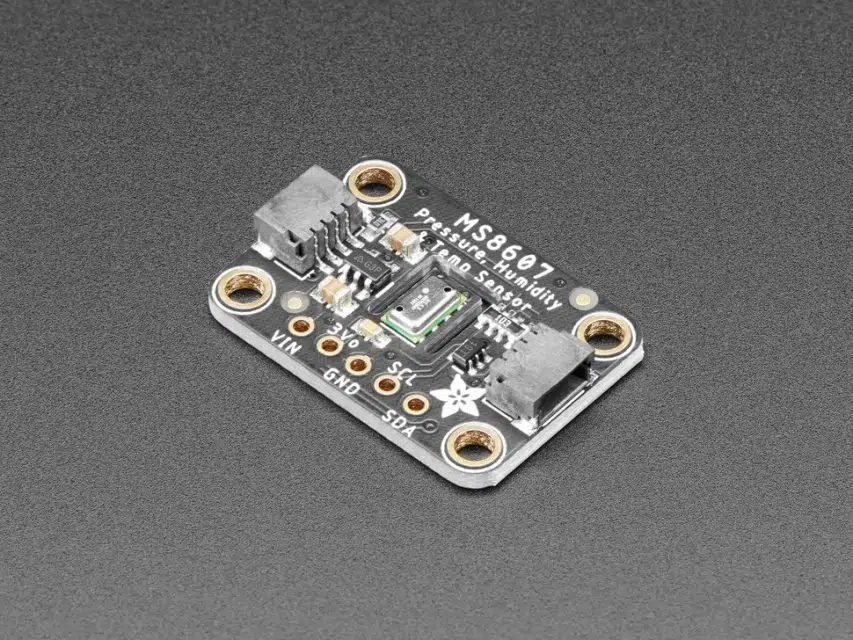 MS8607
Pressure, Humidity
& Temp Sensor
VIN
3Vo
GND
SCL
SDA